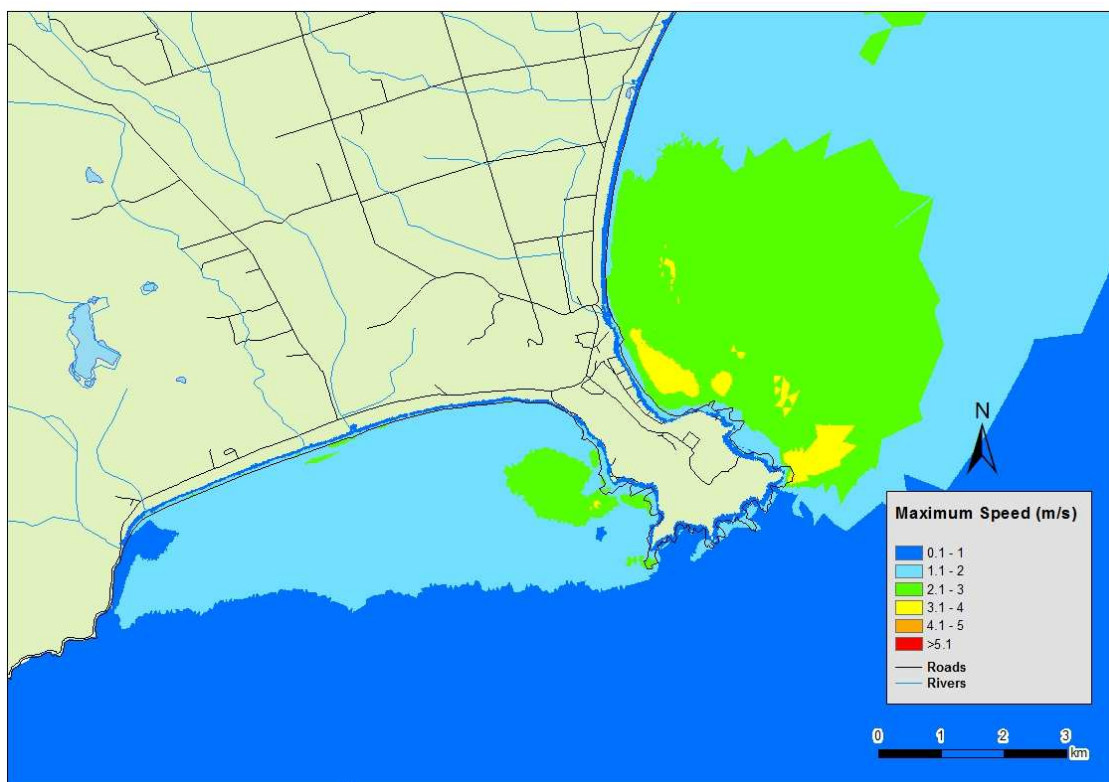 N
Maximum Speed (m/s)
0.1 - 1
1.1 - 2
2.1 - 3
3.1 - 4
4.1 - 5
>5.1
Roads
Rivers
0 1 2 3
km